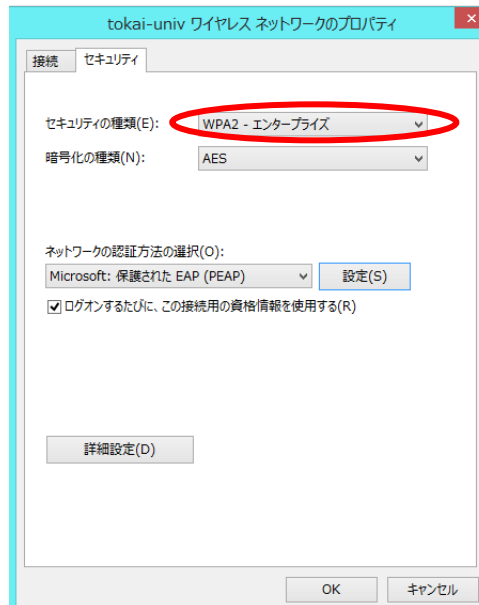 tokai-univ ワイヤレス ネットワークのプロパティ
接続 セキュリティ
セキュリティの種類(E): WPA2 - エンタープライズ
暗号化の種類(N): AES
ネットワークの認証方法の選択(O):
Microsoft: 保護された EAP (PEAP) 設定(S)
ログオンするたびに、この接続用の資格情報を使用する(R)
詳細設定(D)
OK キャンセル